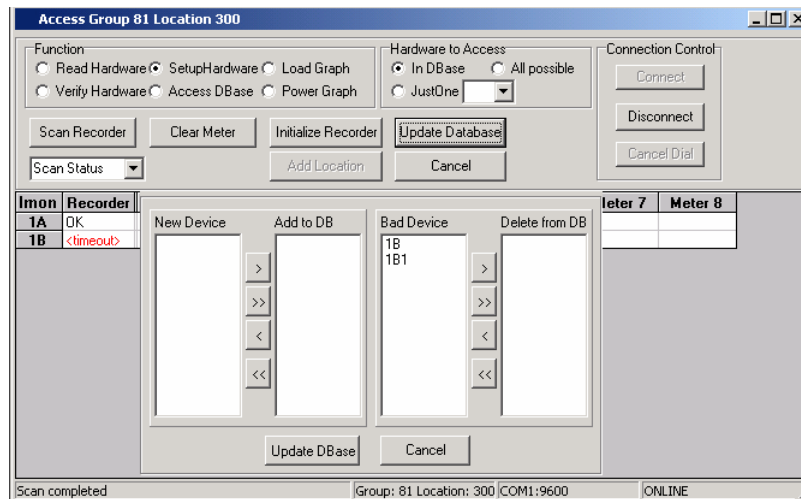 Access Group 81 Location 300
Function
Read Hardware SetupHardware Load Graph
Verify Hardware Access DBase Power Graph
Hardware to Access
In DBase All possible
JustOne
Connection Control
Connect
Disconnect
Cancel Dial
Scan Recorder Clear Meter Initialize Recorder Update Database
Scan Status Add Location Cancel
Imon Recorder Meter 8
1A OK
1B <timeout>
New Device Add to DB Bad Device Delete from DB
1B
1B1
> >
>> >>
< <
<< <<
Update DBase Cancel
Scan completed Group: 81 Location: 300 COM1:9600 ONLINE